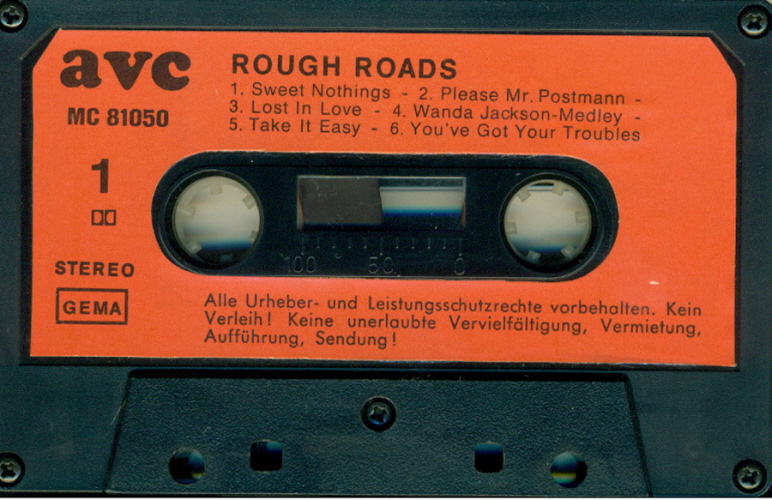 avc
ROUGH ROADS
MC 81050
1. Sweet Nothings - 2. Please Mr. Postmann -
3. Lost In Love - 4. Wanda Jackson-Medley -
5. Take It Easy - 6. You've Got Your Troubles
1
STEREO
GEMA
100 50 0
Alle Urheber- und Leistungsschutzrechte vorbehalten. Kein
Verleih! Keine unerlaubte Vervielfältigung, Vermietung,
Aufführung, Sendung!